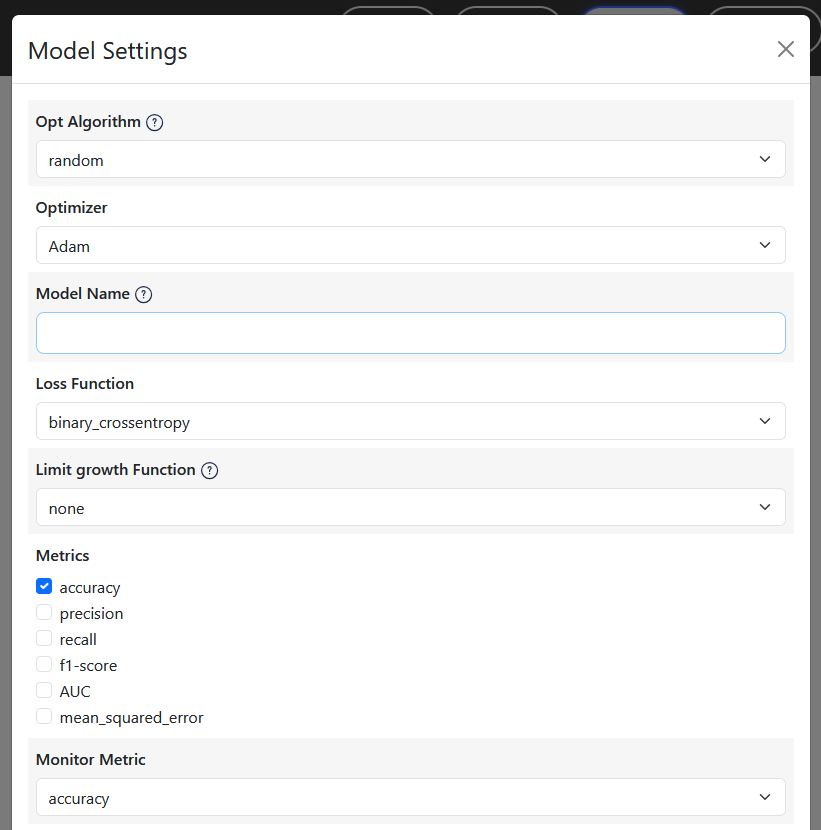 Model Settings
Opt Algorithm ?
random
Optimizer
Adam
Model Name ?
Loss Function
binary_crossentropy
Limit growth Function ?
none
Metrics
accuracy
precision
recall
f1-score
AUC
mean_squared_error
Monitor Metric
accuracy